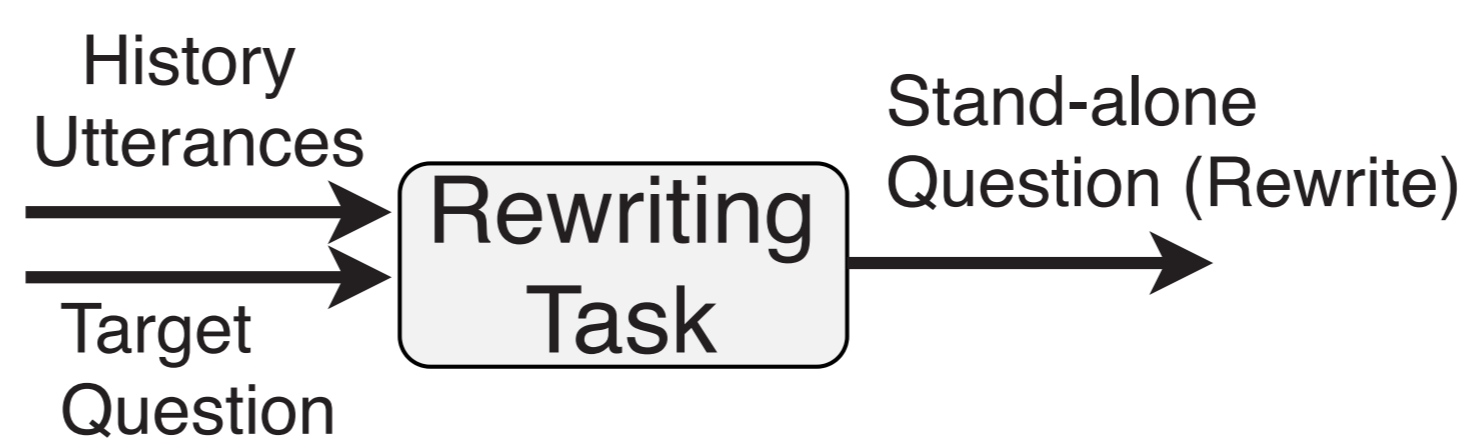 History
Utterances
Target
Question
Rewriting
Task
Stand-alone
Question (Rewrite)